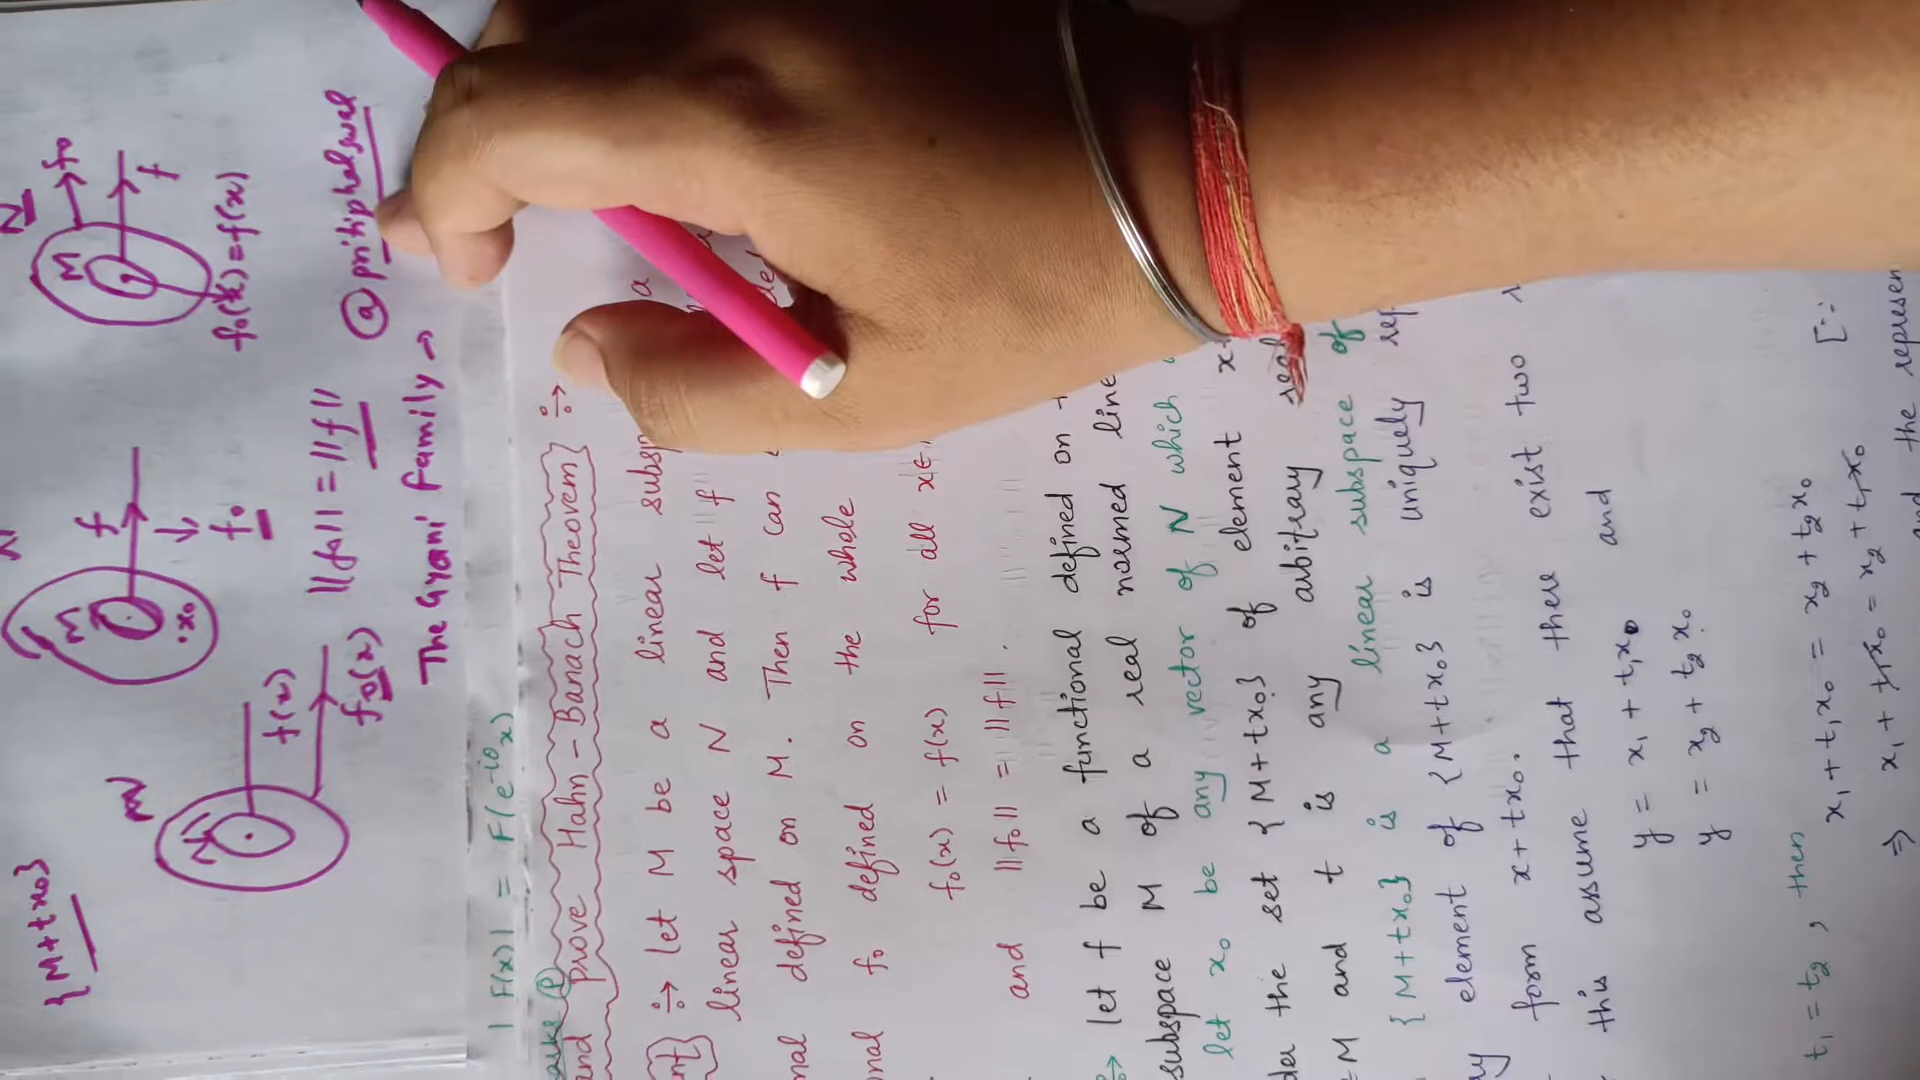 {M+tx₀}
N
M
f(x)
f₀(x)
M
.x₀
f
f₀
||f₀|| = ||f||
N
M
f₀
f
f₀(x) = f(x)
@pritiphalswal
The Gyani Family →
| F(x)| = F(e^-iθ x)
and prove Hahn-Banach Theorem} ÷→
÷→ let M be a linear a
linear space N and let f
defined on M. Then f can
f₀ defined on the whole
f₀(x) = f(x) for all x∈
and ||f₀|| = ||f||.
÷→ let f be a functional defined on
subspace M of a real normed line
let x₀ be any vector of N which
the set {M+tx₀} of element x+
M and t is any arbitrary real
{M+tx₀} is a linear subspace of
element of {M+tx₀} is uniquely rep
form x+tx₀.
this assume that there exist two
y = x₁ + t₁x₀ and
y = x₂ + t₂x₀.
t₁ = t₂, then
x₁ + t₁x₀ = x₂ + t₂x₀
⇒ x₁ + t₁x₀ = x₂ + t₁x₀ [∵
and the represen